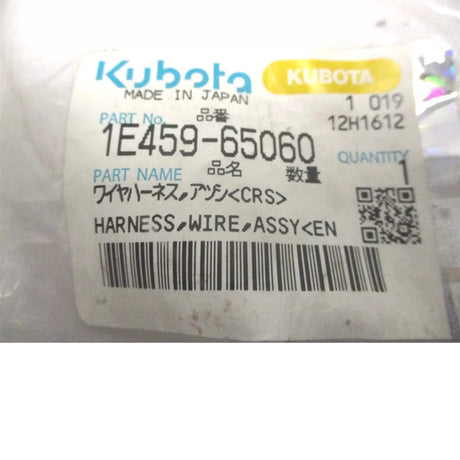 Kubota KUBOTA
MADE IN JAPAN 1 019
PART No. 品番 12H1612
1E459-65060
PART NAME 品名 数量 QUANTITY
ワイヤハーネス,アツシ<CRS> 1
HARNESS,WIRE,ASSY<EN